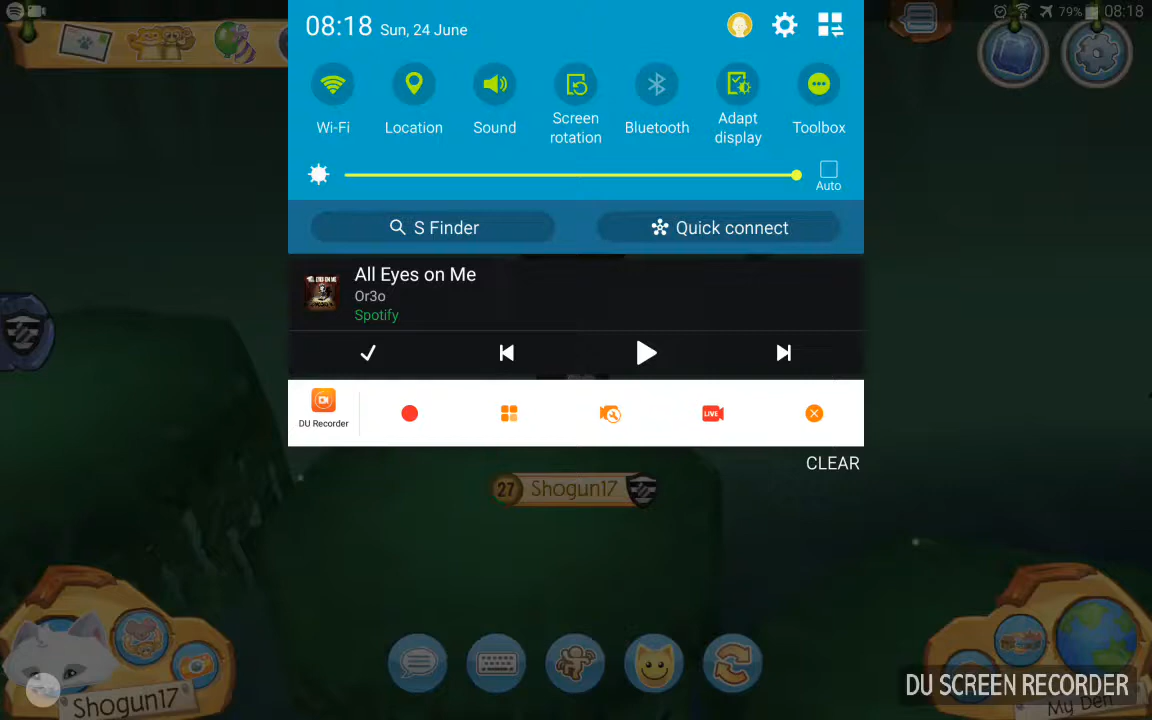 08:18 Sun, 24 June
79% 08:18
Wi-Fi
Location
Sound
Screen rotation
Bluetooth
Adapt display
Toolbox
Auto
S Finder
Quick connect
All Eyes on Me
Or3o
Spotify
DU Recorder
LIVE
CLEAR
27 Shogun17
Shogun17
My Den
DU SCREEN RECORDER